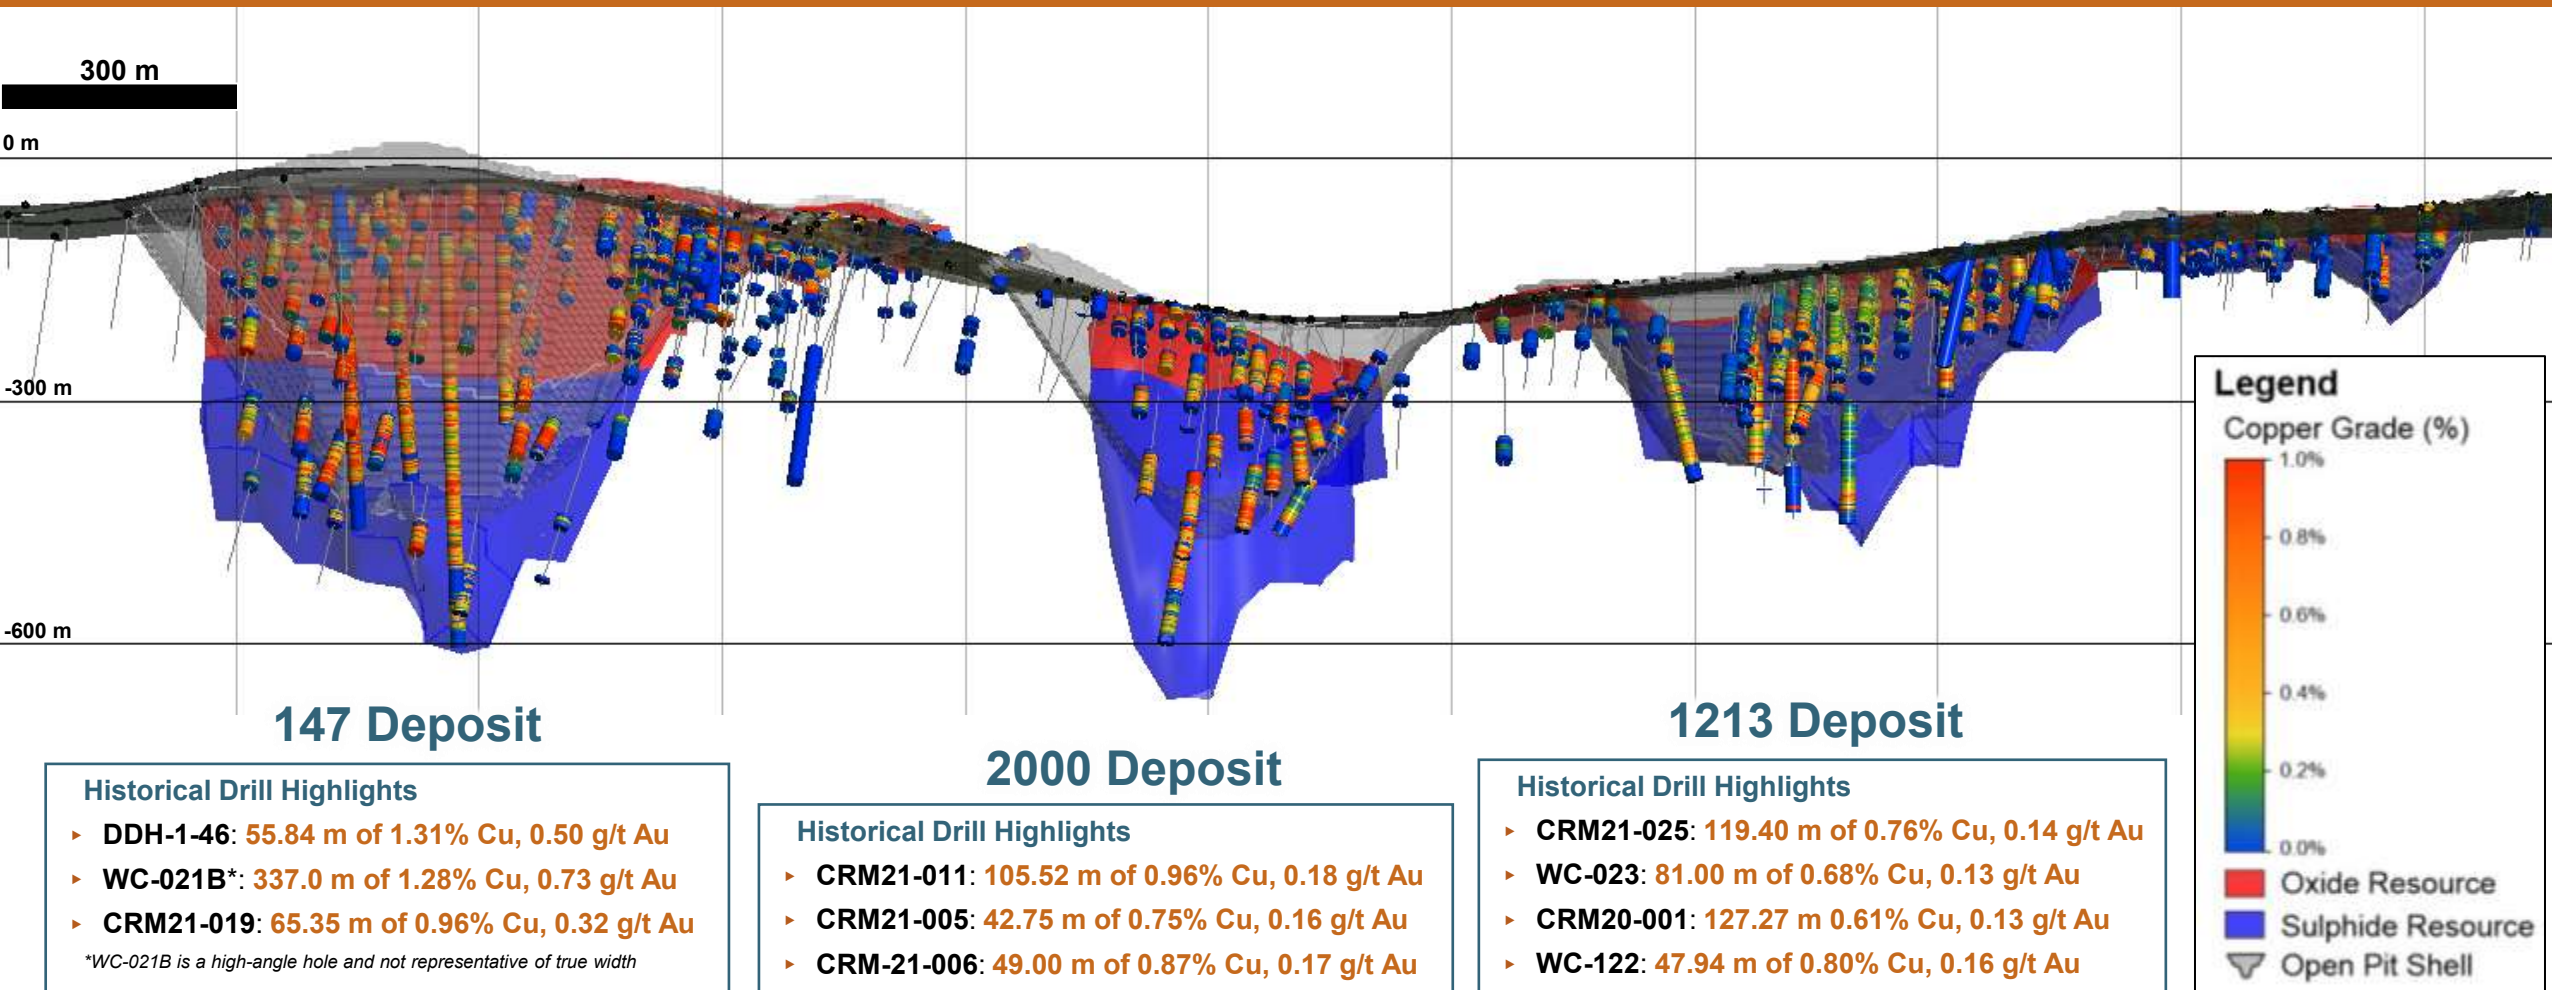 300 m
0 m
-300 m
-600 m
Legend
Copper Grade (%)
1.0%
0.8%
0.6%
0.4%
0.2%
0.0%
Oxide Resource
Sulphide Resource
Open Pit Shell
147 Deposit
Historical Drill Highlights
▸ DDH-1-46: 55.84 m of 1.31% Cu, 0.50 g/t Au
▸ WC-021B*: 337.0 m of 1.28% Cu, 0.73 g/t Au
▸ CRM21-019: 65.35 m of 0.96% Cu, 0.32 g/t Au
*WC-021B is a high-angle hole and not representative of true width
2000 Deposit
Historical Drill Highlights
▸ CRM21-011: 105.52 m of 0.96% Cu, 0.18 g/t Au
▸ CRM21-005: 42.75 m of 0.75% Cu, 0.16 g/t Au
▸ CRM-21-006: 49.00 m of 0.87% Cu, 0.17 g/t Au
1213 Deposit
Historical Drill Highlights
▸ CRM21-025: 119.40 m of 0.76% Cu, 0.14 g/t Au
▸ WC-023: 81.00 m of 0.68% Cu, 0.13 g/t Au
▸ CRM20-001: 127.27 m 0.61% Cu, 0.13 g/t Au
▸ WC-122: 47.94 m of 0.80% Cu, 0.16 g/t Au